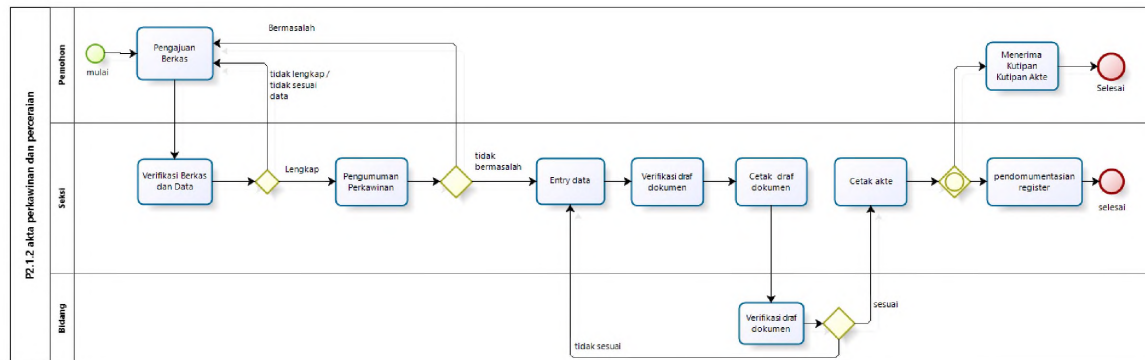 P2.1.2 akta perkawinan dan perceraian
Pemohon
mulai
Pengajuan
Berkas
Bermasalah
tidak lengkap /
tidak sesuai
data
Menerima
Kutipan
Kutipan Akte
Selesai
Seksi
Verifikasi Berkas
dan Data
Lengkap
Pengumuman
Perkawinan
tidak
bermasalah
Entry data
Verifikasi draf
dokumen
Cetak draf
dokumen
Cetak akte
pendomumentasian
register
selesai
Bidang
Verifikasi draf
dokumen
sesuai
tidak sesuai